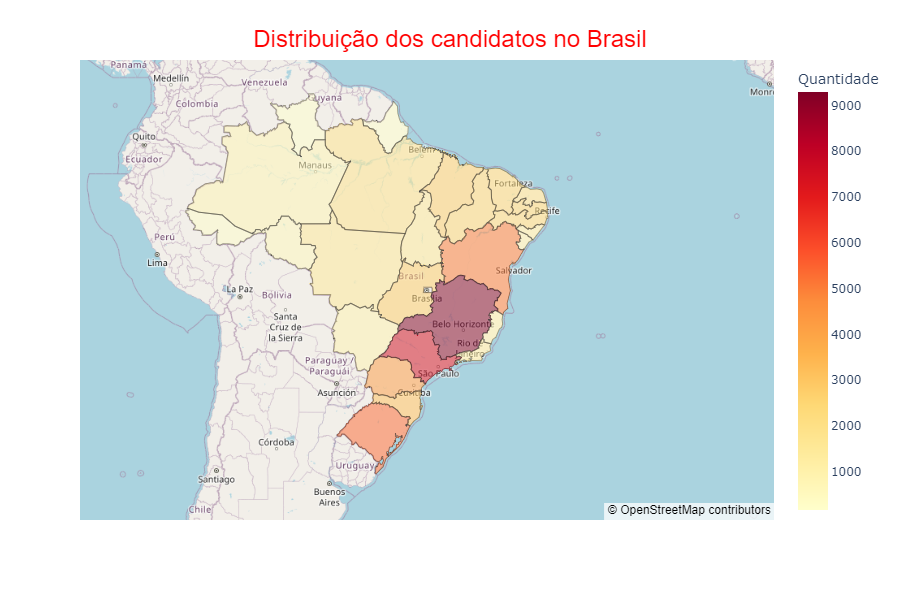 Distribuição dos candidatos no Brasil
Panamá
Medellín
Venezuela
Colombia
Guyana
Monr
Quito
Ecuador
Manaus
Belém
Fortaleza
Recife
Perú
Lima
La Paz
Bolivia
Santa
Cruz de
la Sierra
Brasil
Brasília
Salvador
Belo Horizonte
Rio de
Janeiro
São Paulo
Paraguay /
Paraguái
Asunción
Curitiba
Córdoba
Uruguay
Santiago
Buenos
Aires
Chile
© OpenStreetMap contributors
Quantidade
9000
8000
7000
6000
5000
4000
3000
2000
1000